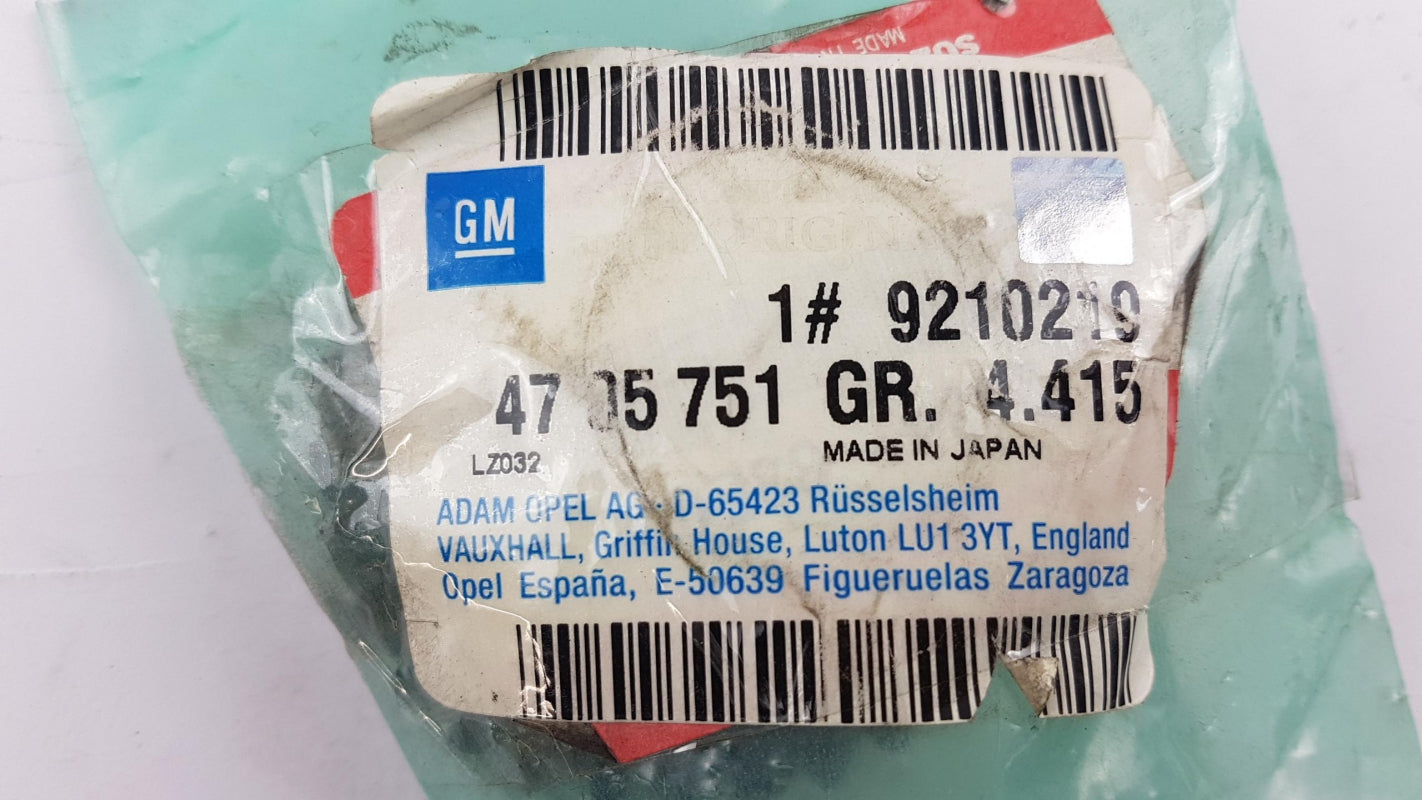 MADE
GM
1# 9210219
47 05 751 GR. 4.415
LZ032
MADE IN JAPAN
ADAM OPEL AG · D-65423 Rüsselsheim
VAUXHALL, Griffin House, Luton LU1 3YT, England
Opel España, E-50639 Figueruelas Zaragoza